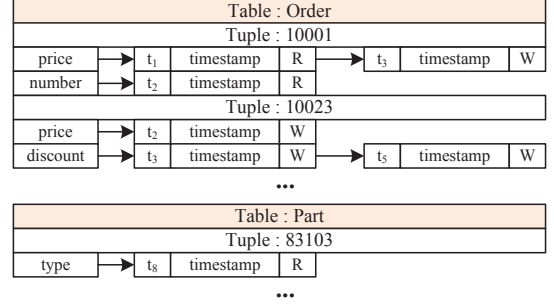 Table : Order
Tuple : 10001
price t₁ timestamp R t₃ timestamp W
number t₂ timestamp R
Tuple : 10023
price t₂ timestamp W
discount t₃ timestamp W t₅ timestamp W
...
Table : Part
Tuple : 83103
type t₈ timestamp R
...